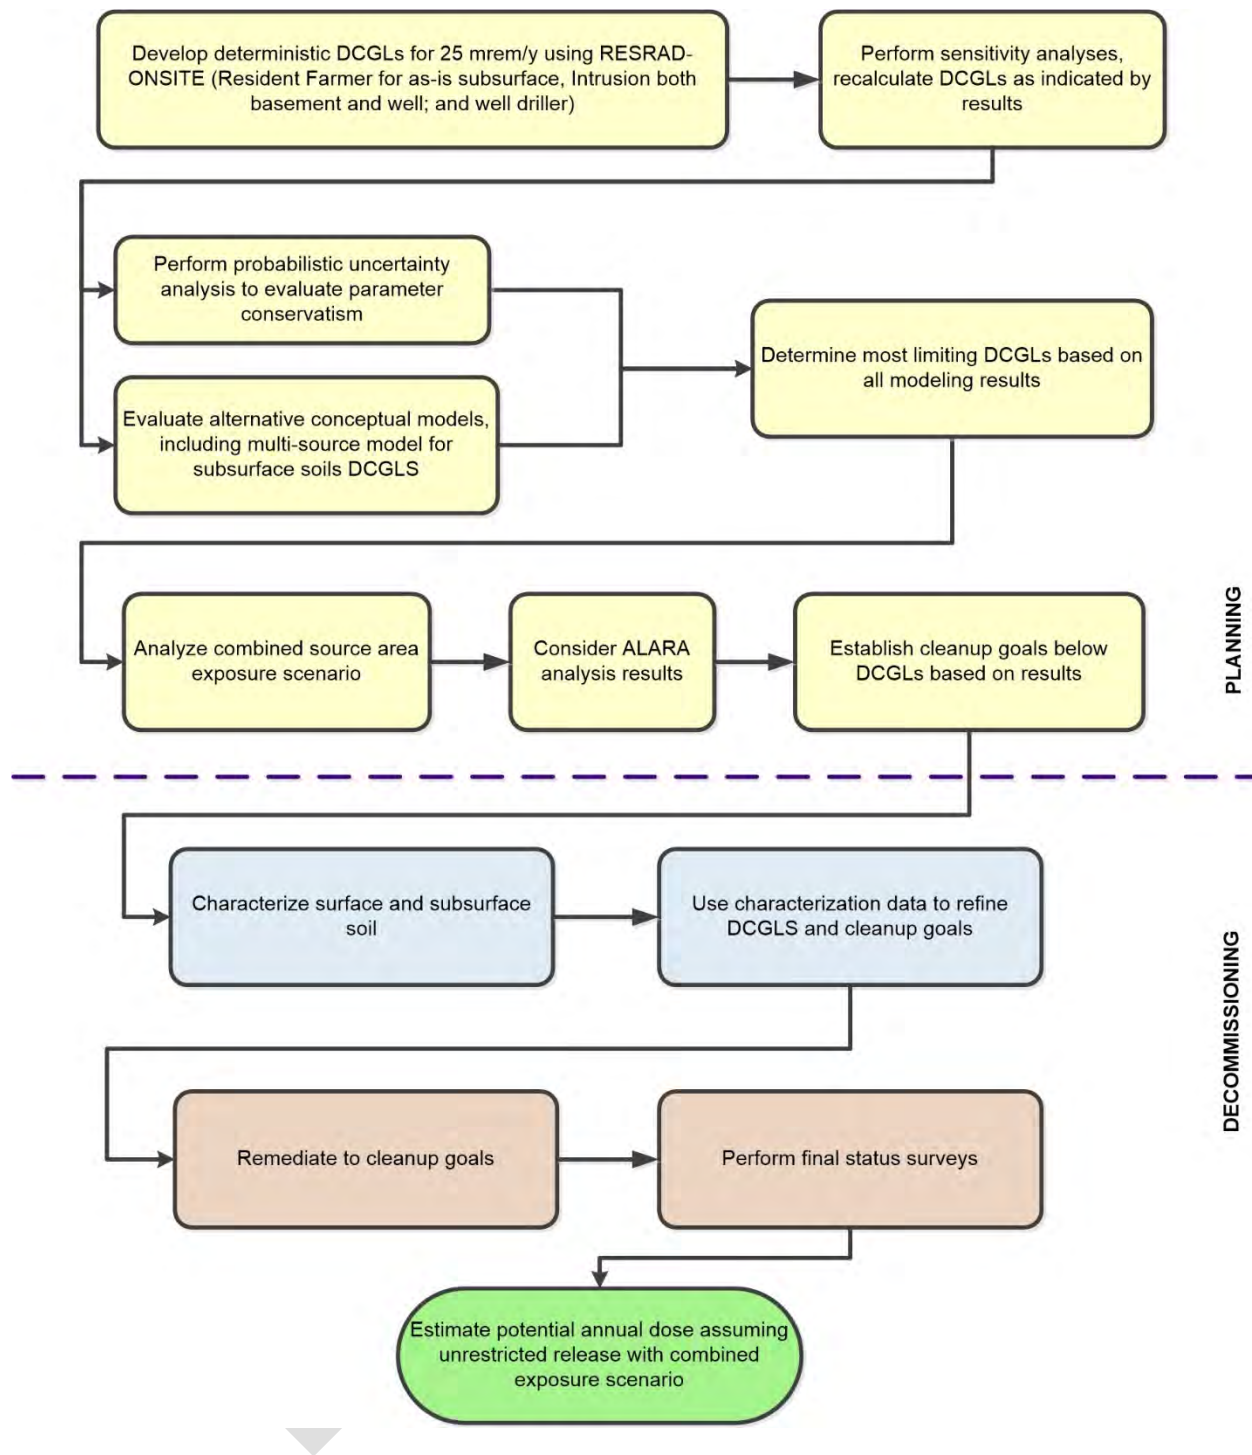 Develop deterministic DCGLs for 25 mrem/y using RESRAD-
ONSITE (Resident Farmer for as-is subsurface, Intrusion both
basement and well; and well driller)
Perform sensitivity analyses,
recalculate DCGLs as indicated by
results
Perform probabilistic uncertainty
analysis to evaluate parameter
conservatism
Evaluate alternative conceptual models,
including multi-source model for
subsurface soils DCGLS
Determine most limiting DCGLs based on
all modeling results
Analyze combined source area
exposure scenario
Consider ALARA
analysis results
Establish cleanup goals below
DCGLs based on results
PLANNING
Characterize surface and subsurface
soil
Use characterization data to refine
DCGLS and cleanup goals
DECOMMISSIONING
Remediate to cleanup goals
Perform final status surveys
Estimate potential annual dose assuming
unrestricted release with combined
exposure scenario